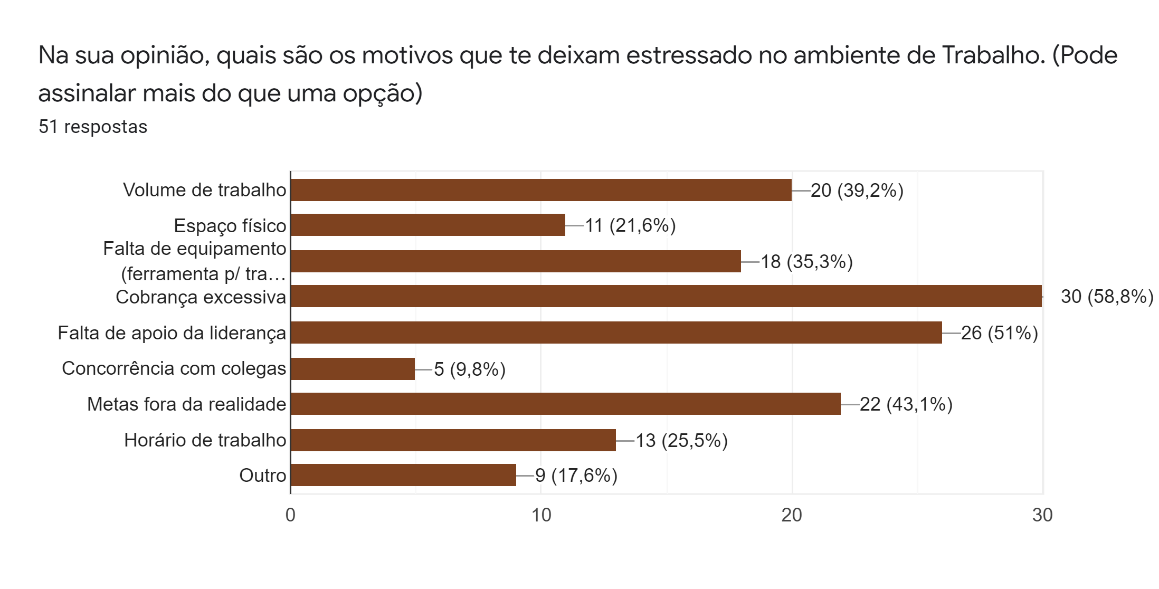 Na sua opinião, quais são os motivos que te deixam estressado no ambiente de Trabalho. (Pode
assinalar mais do que uma opção)
51 respostas
Volume de trabalho 20 (39,2%)
Espaço físico 11 (21,6%)
Falta de equipamento
(ferramenta p/ tra… 18 (35,3%)
Cobrança excessiva 30 (58,8%)
Falta de apoio da liderança 26 (51%)
Concorrência com colegas 5 (9,8%)
Metas fora da realidade 22 (43,1%)
Horário de trabalho 13 (25,5%)
Outro 9 (17,6%)
0 10 20 30